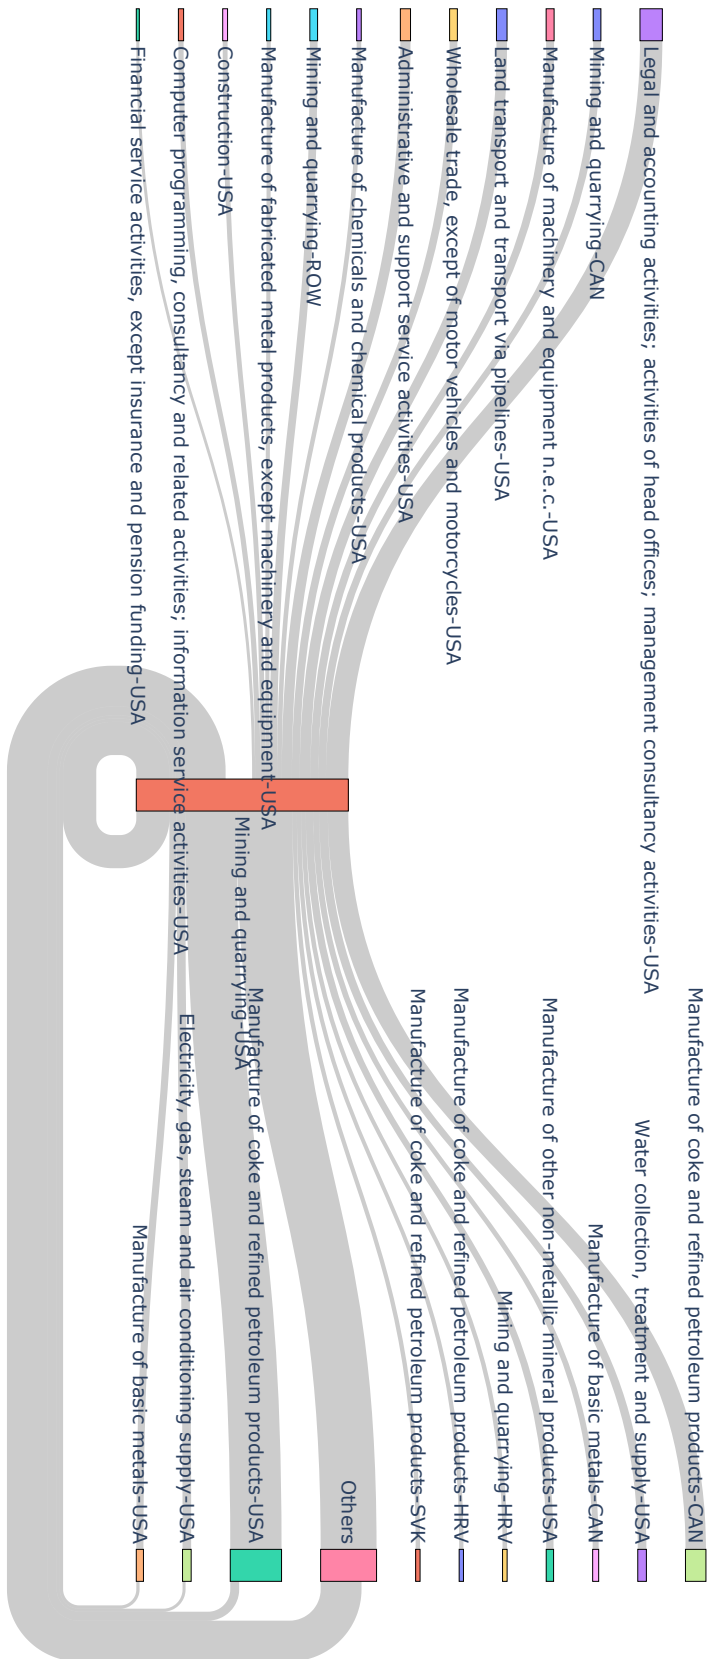 Legal and accounting activities; activities of head offices; management consultancy activities-USA
Mining and quarrying-CAN
Manufacture of machinery and equipment n.e.c.-USA
Land transport and transport via pipelines-USA
Wholesale trade, except of motor vehicles and motorcycles-USA
Administrative and support service activities-USA
Manufacture of chemicals and chemical products-USA
Mining and quarrying-ROW
Manufacture of fabricated metal products, except machinery and equipment-USA
Construction-USA
Computer programming, consultancy and related activities; information service activities-USA
Financial service activities, except insurance and pension funding-USA
Mining and quarrying-USA
Manufacture of coke and refined petroleum products-CAN
Water collection, treatment and supply-USA
Manufacture of basic metals-CAN
Manufacture of other non-metallic mineral products-USA
Mining and quarrying-HRV
Manufacture of coke and refined petroleum products-HRV
Manufacture of coke and refined petroleum products-SVK
Others
Manufacture of coke and refined petroleum products-USA
Electricity, gas, steam and air conditioning supply-USA
Manufacture of basic metals-USA